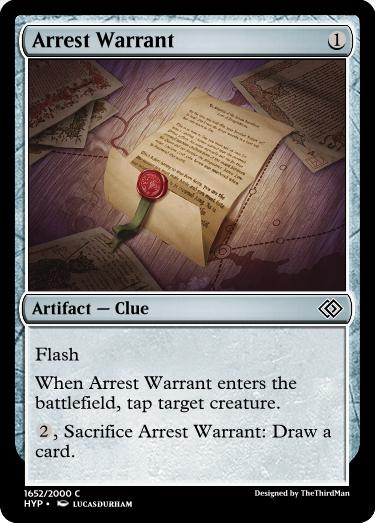 Arrest Warrant 1
Artifact — Clue
Flash
When Arrest Warrant enters the
battlefield, tap target creature.
2, Sacrifice Arrest Warrant: Draw a
card.
1652/2000 C
HYP • LUCASDURHAM
Designed by TheThirdMan